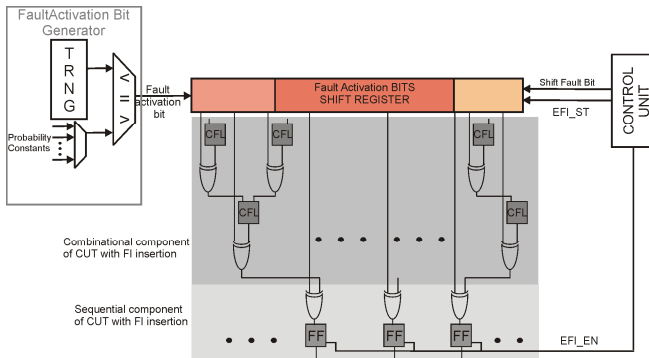 FaultActivation Bit
Generator
T
R
N
G
< = >
Probability
Constants
Fault
activation
bit
Fault Activation BITS
SHIFT REGISTER
Shift Fault Bit
EFI_ST
CONTROL
UNIT
CFL
CFL
CFL
CFL
CFL
Combinational component
of CUT with FI insertion
Sequential component
of CUT with FI insertion
FF
FF
FF
EFI_EN